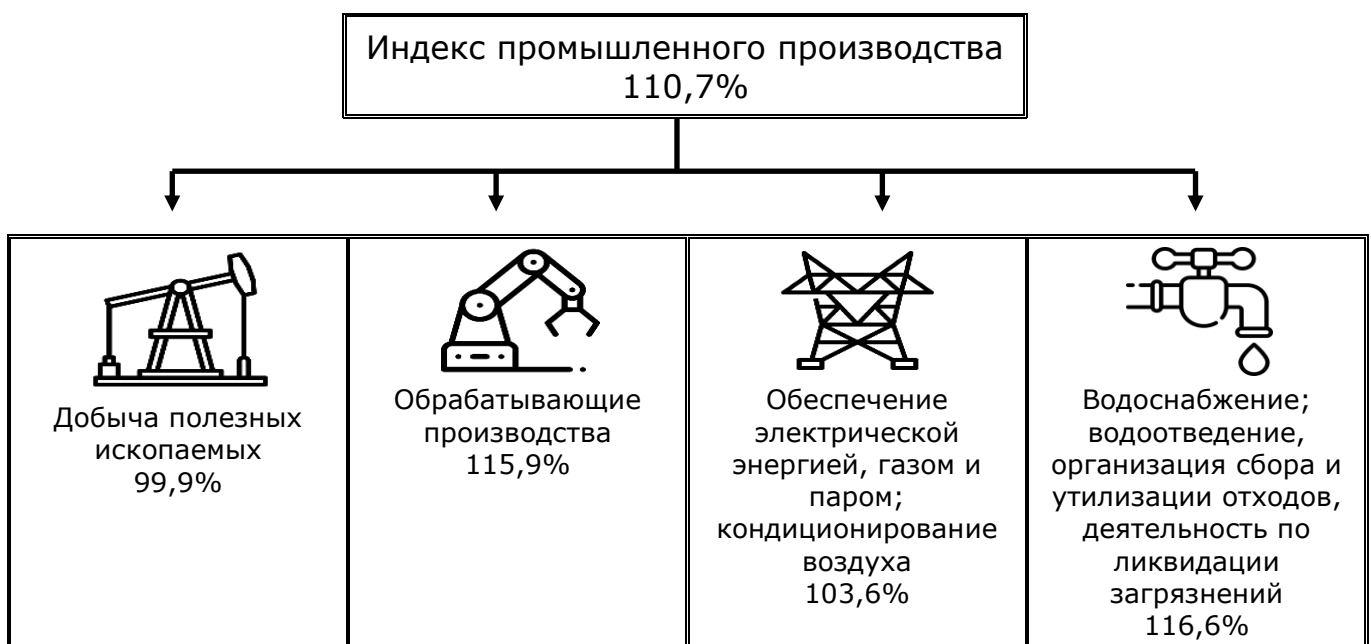 Индекс промышленного производства
110,7%
Добыча полезных
ископаемых
99,9%
Обрабатывающие
производства
115,9%
Обеспечение
электрической
энергией, газом и
паром;
кондиционирование
воздуха
103,6%
Водоснабжение;
водоотведение,
организация сбора и
утилизации отходов,
деятельность по
ликвидации
загрязнений
116,6%